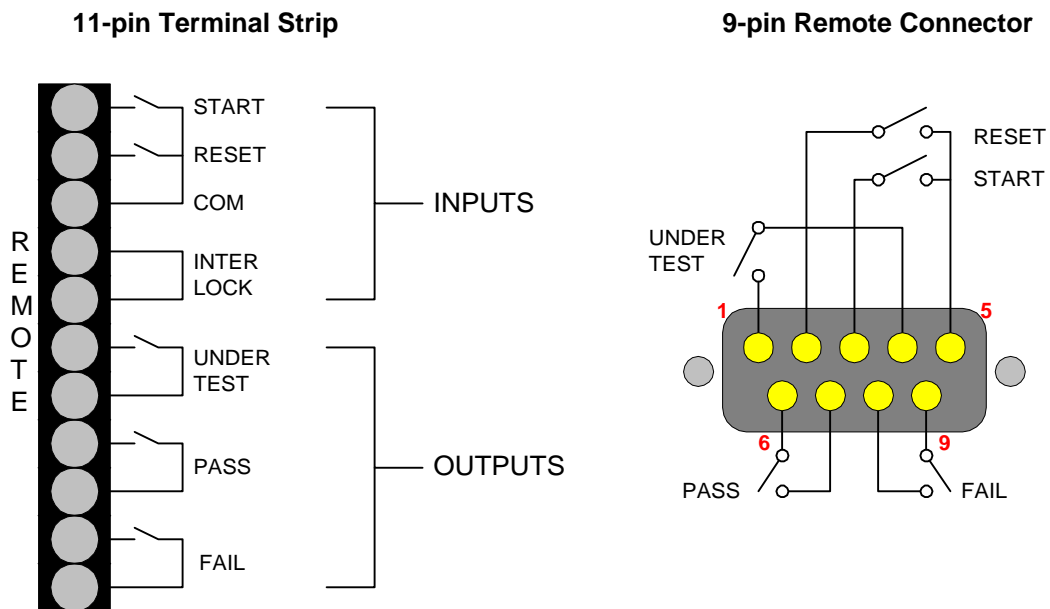 11-pin Terminal Strip
START
RESET
COM
INTER
LOCK
UNDER
TEST
PASS
FAIL
INPUTS
OUTPUTS
REMOTE
9-pin Remote Connector
RESET
START
UNDER
TEST
1
5
6
9
PASS
FAIL